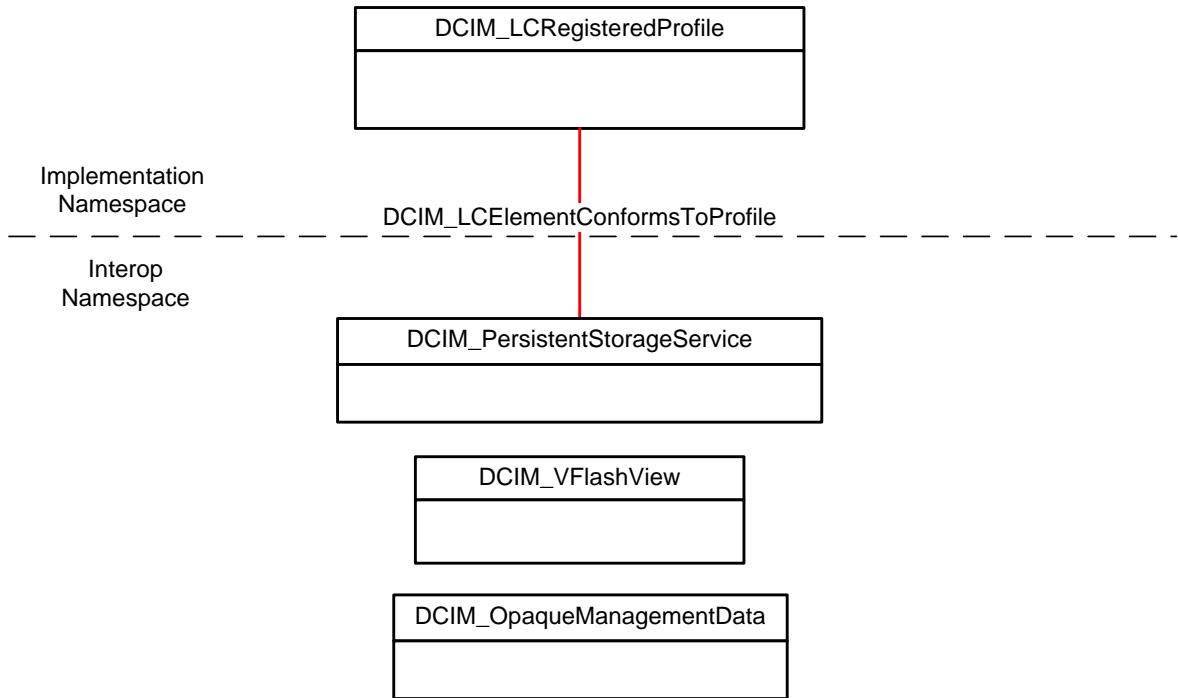 DCIM_LCRegisteredProfile
Implementation
Namespace
DCIM_LCElementConformsToProfile
Interop
Namespace
DCIM_PersistentStorageService
DCIM_VFlashView
DCIM_OpaqueManagementData